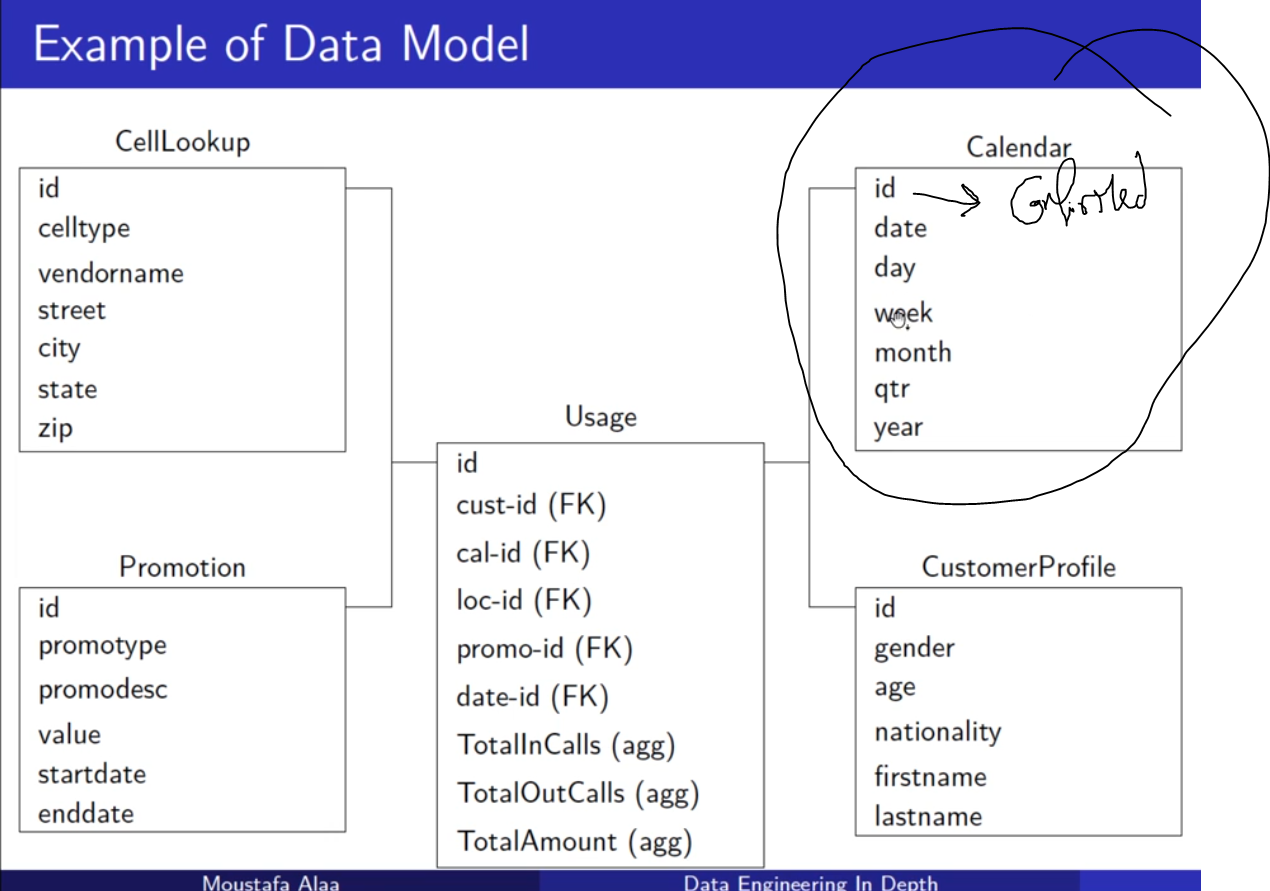 Example of Data Model
CellLookup
id
celltype
vendorname
street
city
state
zip
Promotion
id
promotype
promodesc
value
startdate
enddate
Usage
id
cust-id (FK)
cal-id (FK)
loc-id (FK)
promo-id (FK)
date-id (FK)
TotalInCalls (agg)
TotalOutCalls (agg)
TotalAmount (agg)
Calendar
id
date
day
week
month
qtr
year
CustomerProfile
id
gender
age
nationality
firstname
lastname
Moustafa Alaa
Data Engineering In Depth